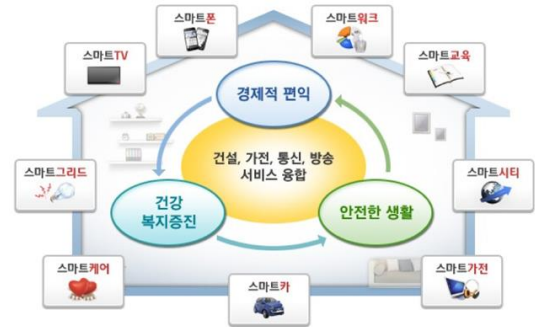 스마트폰
스마트워크
스마트TV
스마트교육
경제적 편익
건설, 가전, 통신, 방송
서비스 융합
스마트그리드
스마트시티
건강
복지증진
안전한 생활
스마트케어
스마트카
스마트가전